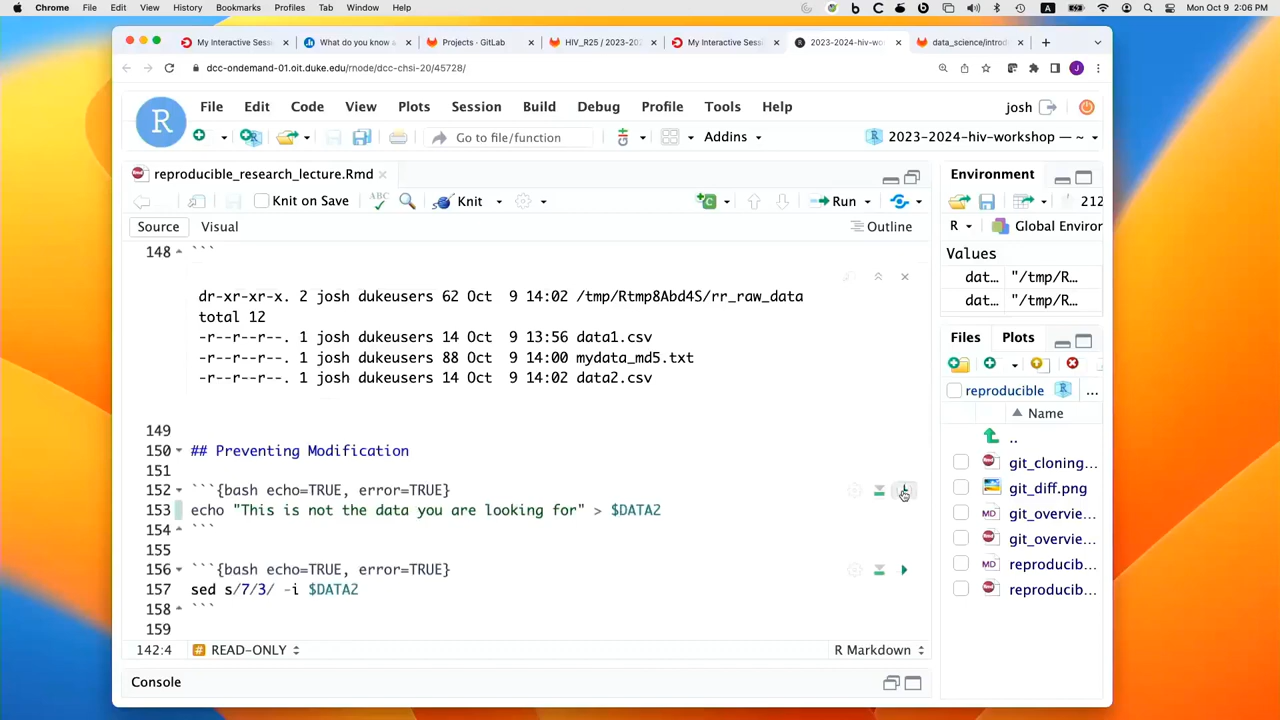 Chrome File Edit View History Bookmarks Profiles Tab Window Help A Mon Oct 9 2:06 PM
My Interactive Sess
What do you know a
Projects · GitLab
HIV_R25 / 2023-202
My Interactive Sess
2023-2024-hiv-wo
data_science/introd
dcc-ondemand-01.oit.duke.edu/rnode/dcc-chsi-20/45728/
J
R File Edit Code View Plots Session Build Debug Profile Tools Help josh
Go to file/function Addins 2023-2024-hiv-workshop — ~
reproducible_research_lecture.Rmd
Knit on Save ABC Knit Run
Source Visual Outline
148 ```
dr-xr-xr-x. 2 josh dukeusers 62 Oct 9 14:02 /tmp/Rtmp8Abd4S/rr_raw_data
total 12
-r--r--r--. 1 josh dukeusers 14 Oct 9 13:56 data1.csv
-r--r--r--. 1 josh dukeusers 88 Oct 9 14:00 mydata_md5.txt
-r--r--r--. 1 josh dukeusers 14 Oct 9 14:02 data2.csv
149
150 ## Preventing Modification
151
152 ```{bash echo=TRUE, error=TRUE}
153 echo "This is not the data you are looking for" > $DATA2
154 ```
155
156 ```{bash echo=TRUE, error=TRUE}
157 sed s/7/3/ -i $DATA2
158 ```
159
142:4 # READ-ONLY R Markdown
Console
Environment
212
R Global Enviror
Values
dat… "/tmp/R…
dat… "/tmp/R…
Files Plots
reproducible ...
Name
..
git_cloning…
git_diff.png
git_overvie…
git_overvie…
reproducib…
reproducib…